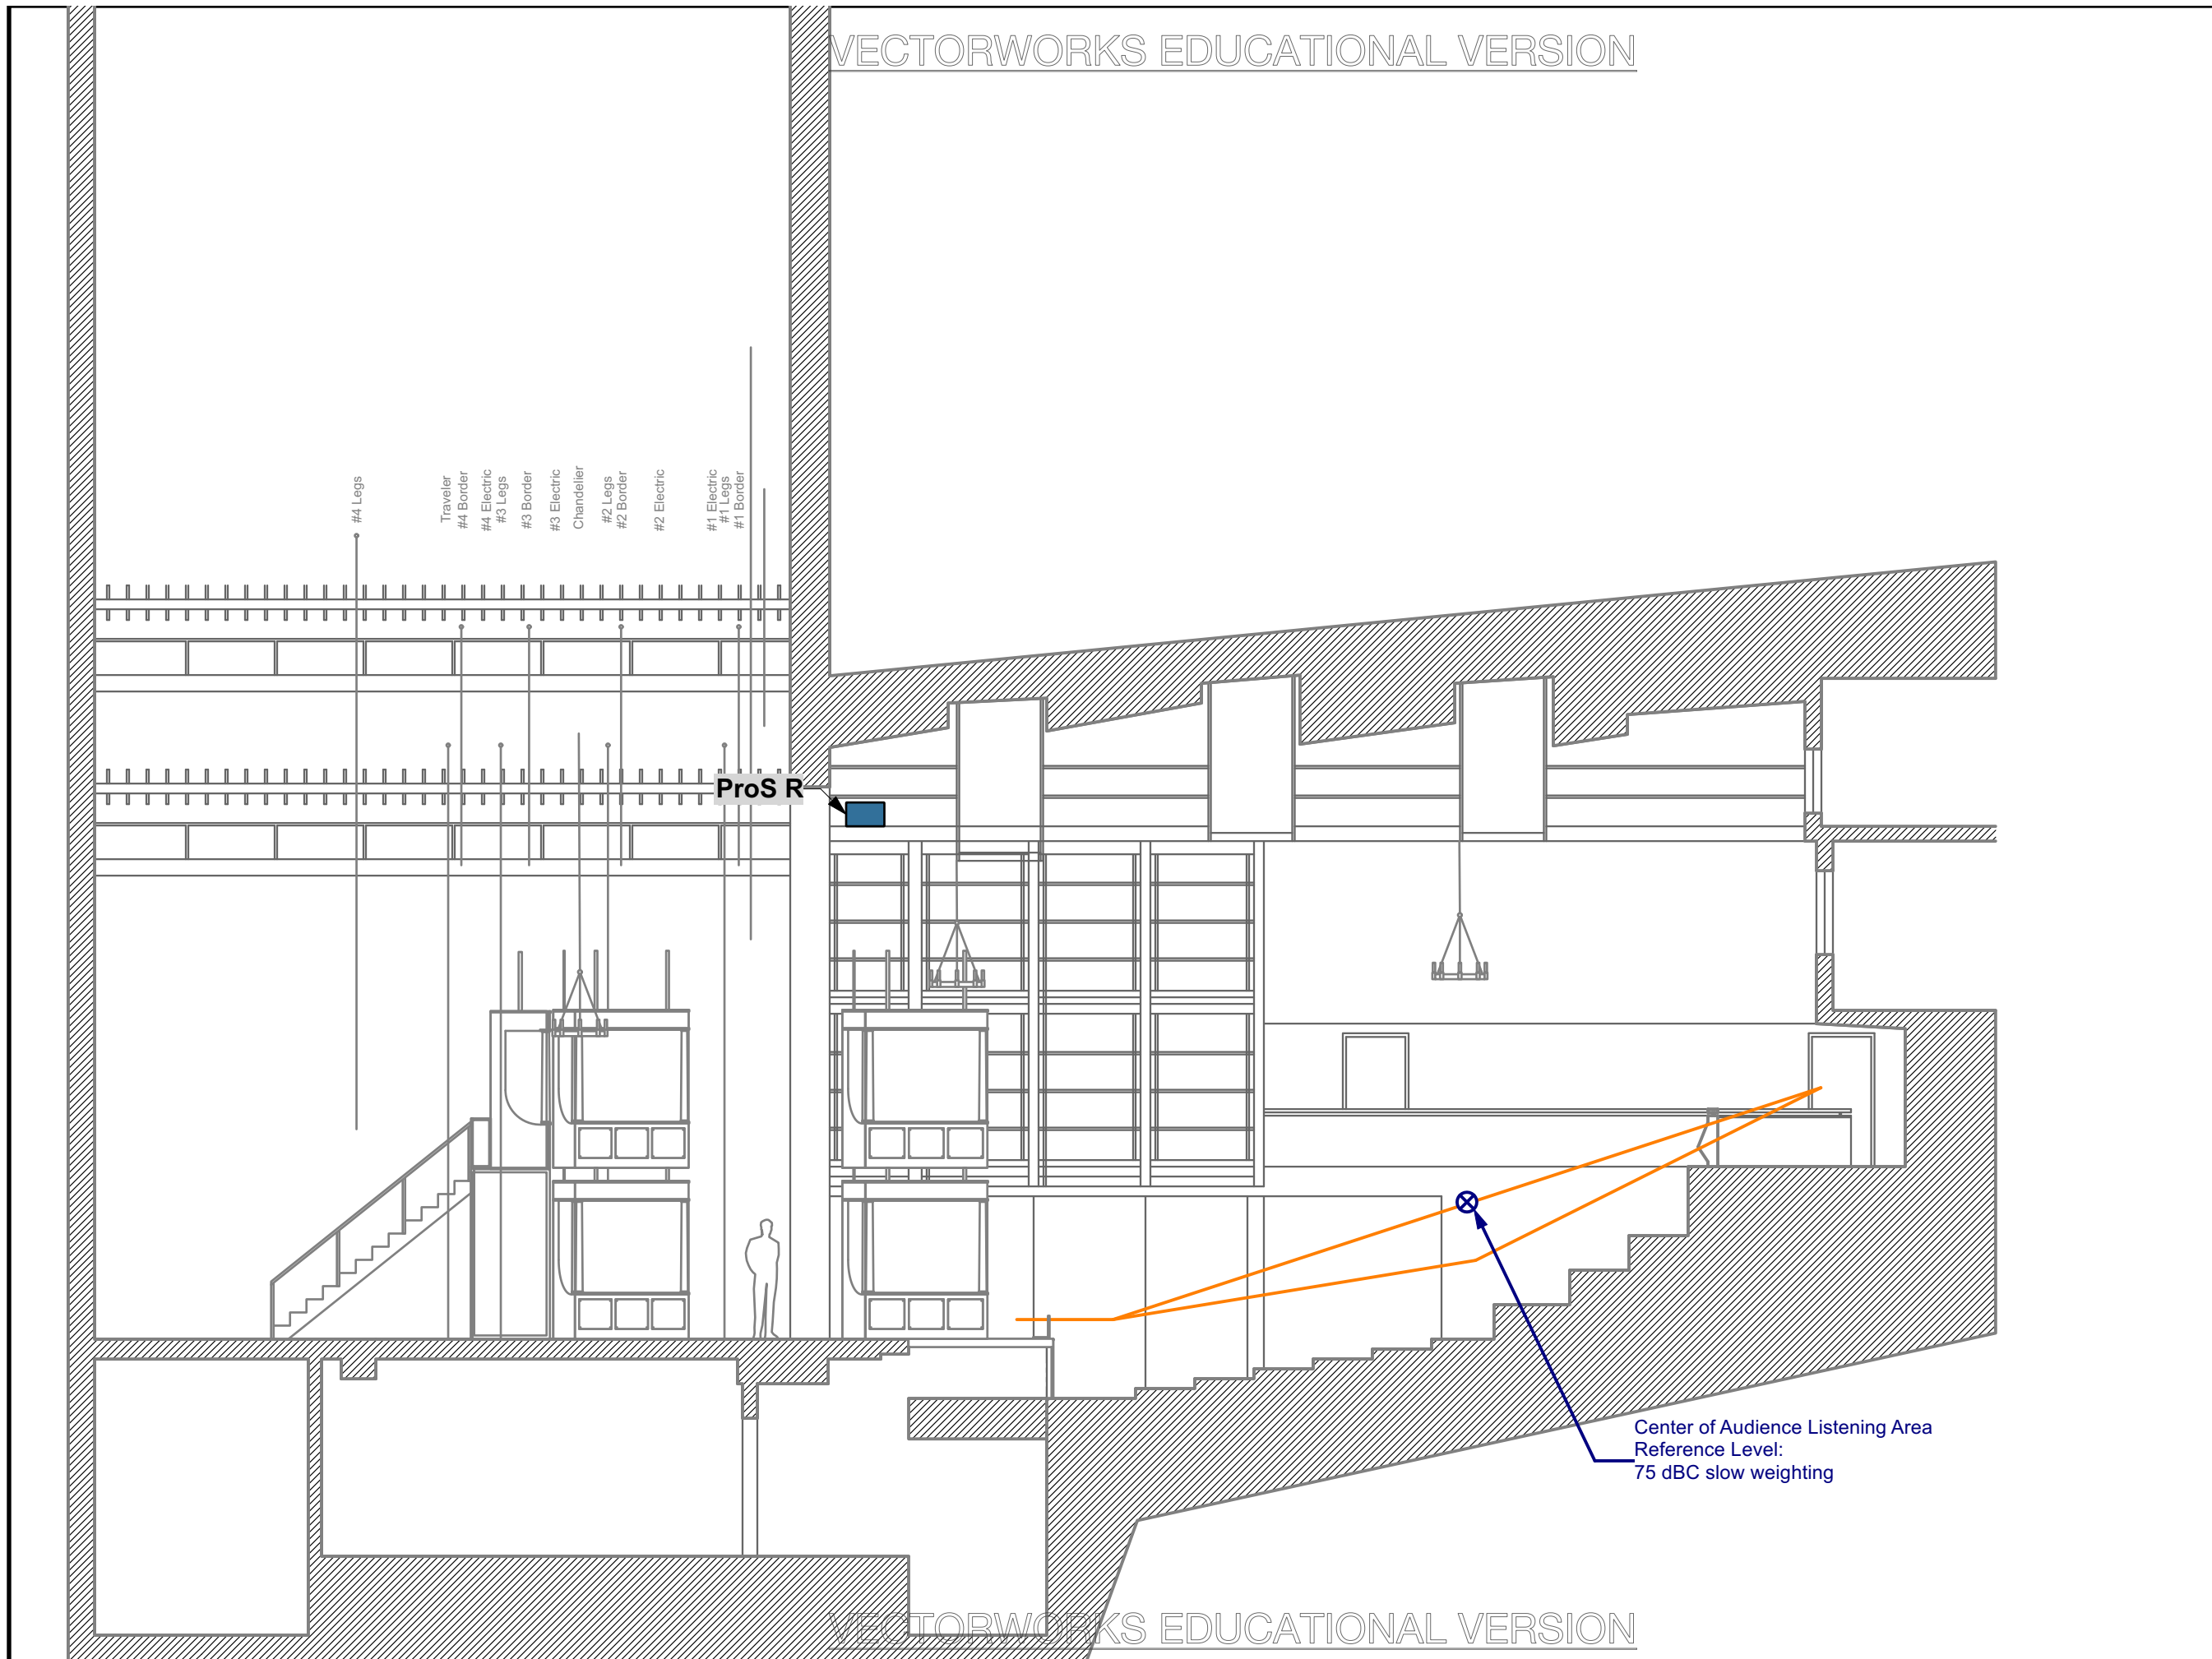 VECTORWORKS EDUCATIONAL VERSION
#4 Legs
Traveler
#4 Border
#4 Electric
#3 Legs
#3 Border
#3 Electric
Chandelier
#2 Legs
#2 Border
#2 Electric
#1 Electric
#1 Legs
#1 Border
ProS R
Center of Audience Listening Area
Reference Level:
75 dBC slow weighting
VECTORWORKS EDUCATIONAL VERSION